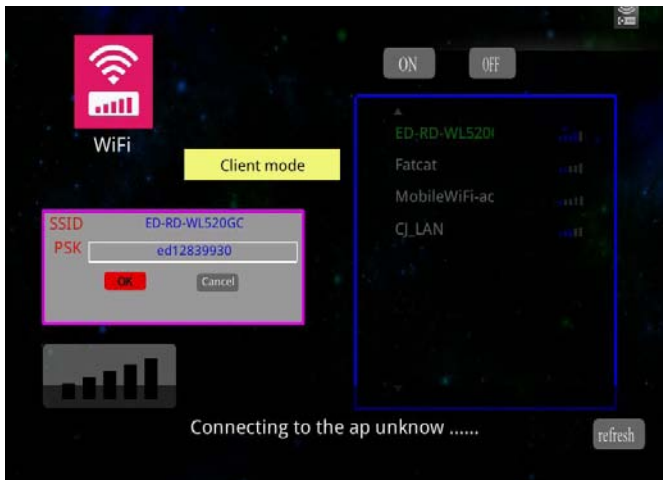 WiFi
Client mode
SSID ED-RD-WL520GC
PSK ed12839930
OK Cancel
ON OFF
ED-RD-WL520
Fatcat
MobileWiFi-ac
CJ_LAN
Connecting to the ap unknow ......
refresh